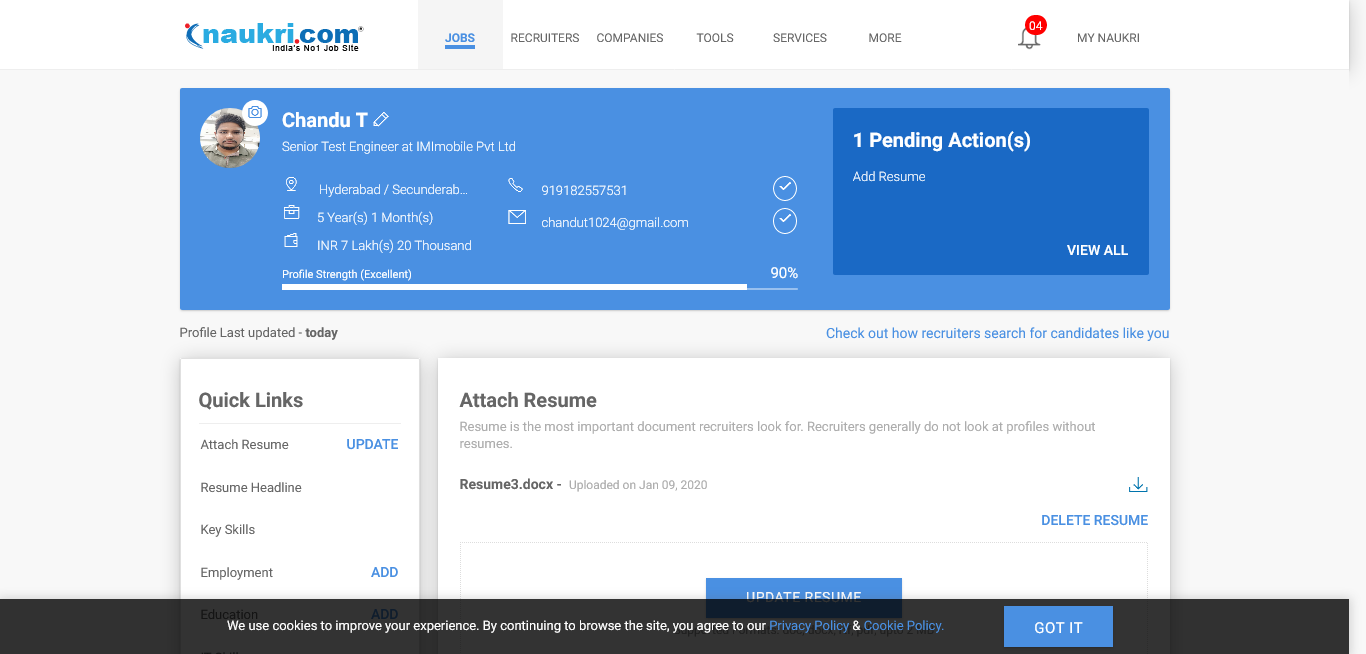 naukri.com
India's No1 Job Site
JOBS RECRUITERS COMPANIES TOOLS SERVICES MORE 04 MY NAUKRI
Chandu T
Senior Test Engineer at IMImobile Pvt Ltd
Hyderabad / Secunderab... 919182557531
5 Year(s) 1 Month(s) chandut1024@gmail.com
INR 7 Lakh(s) 20 Thousand
Profile Strength (Excellent) 90%
1 Pending Action(s)
Add Resume
VIEW ALL
Profile Last updated - today
Check out how recruiters search for candidates like you
Quick Links
Attach Resume UPDATE
Resume Headline
Key Skills
Employment ADD
Education ADD
Attach Resume
Resume is the most important document recruiters look for. Recruiters generally do not look at profiles without
resumes.
Resume3.docx - Uploaded on Jan 09, 2020
DELETE RESUME
UPDATE RESUME
We use cookies to improve your experience. By continuing to browse the site, you agree to our Privacy Policy & Cookie Policy.
GOT IT